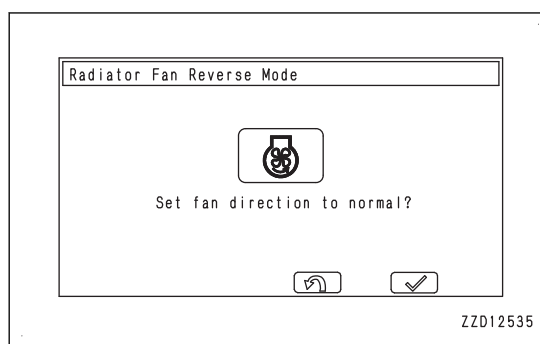 Radiator Fan Reverse Mode
Set fan direction to normal?
ZZD12535